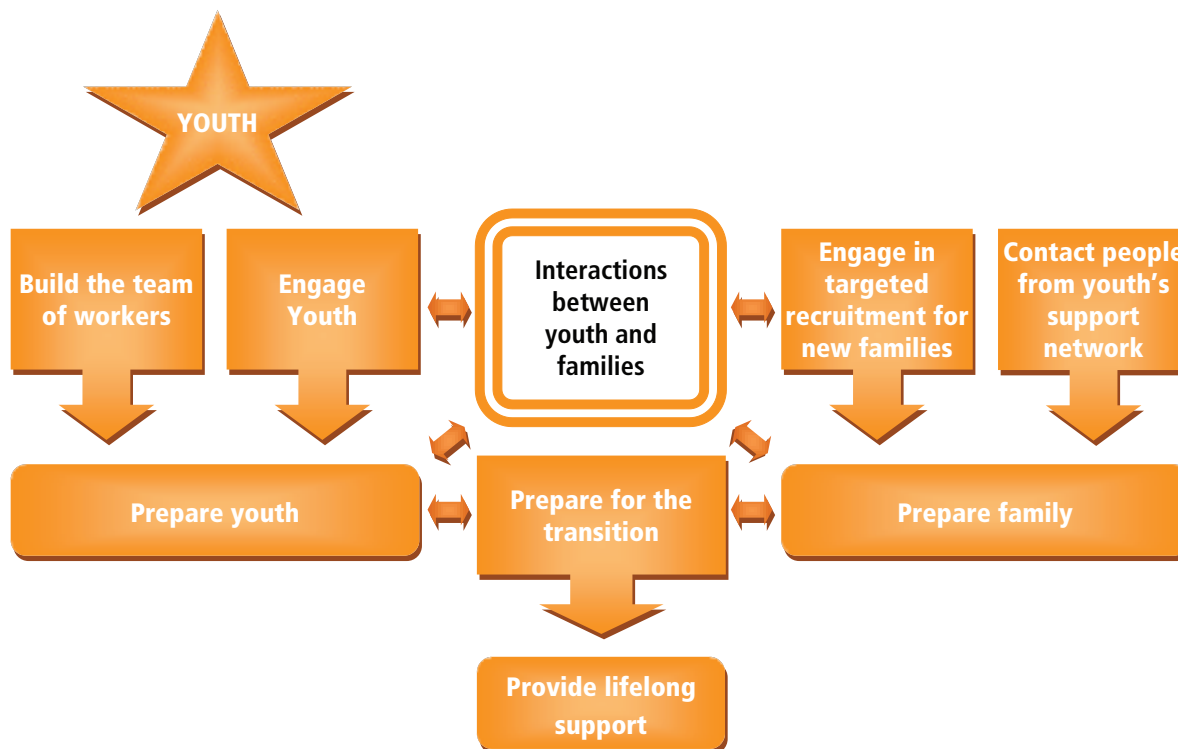 YOUTH
Build the team
of workers
Engage
Youth
Interactions
between
youth and
families
Engage in
targeted
recruitment for
new families
Contact people
from youth's
support
network
Prepare youth
Prepare for the
transition
Prepare family
Provide lifelong
support